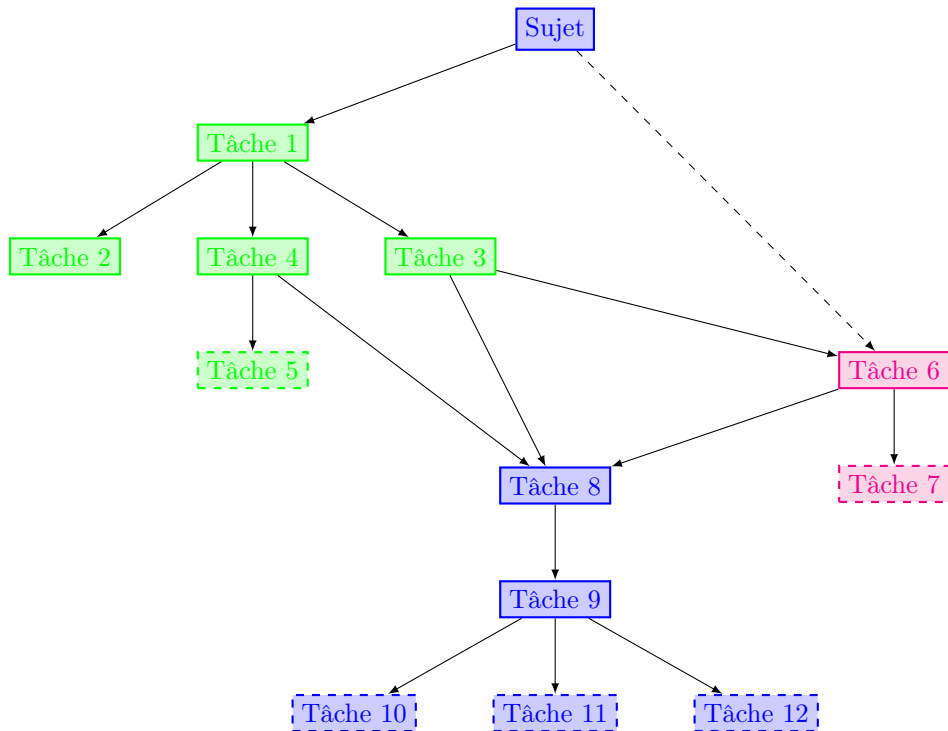 Sujet
Tâche 1
Tâche 2
Tâche 4
Tâche 3
Tâche 5
Tâche 6
Tâche 8
Tâche 7
Tâche 9
Tâche 10
Tâche 11
Tâche 12